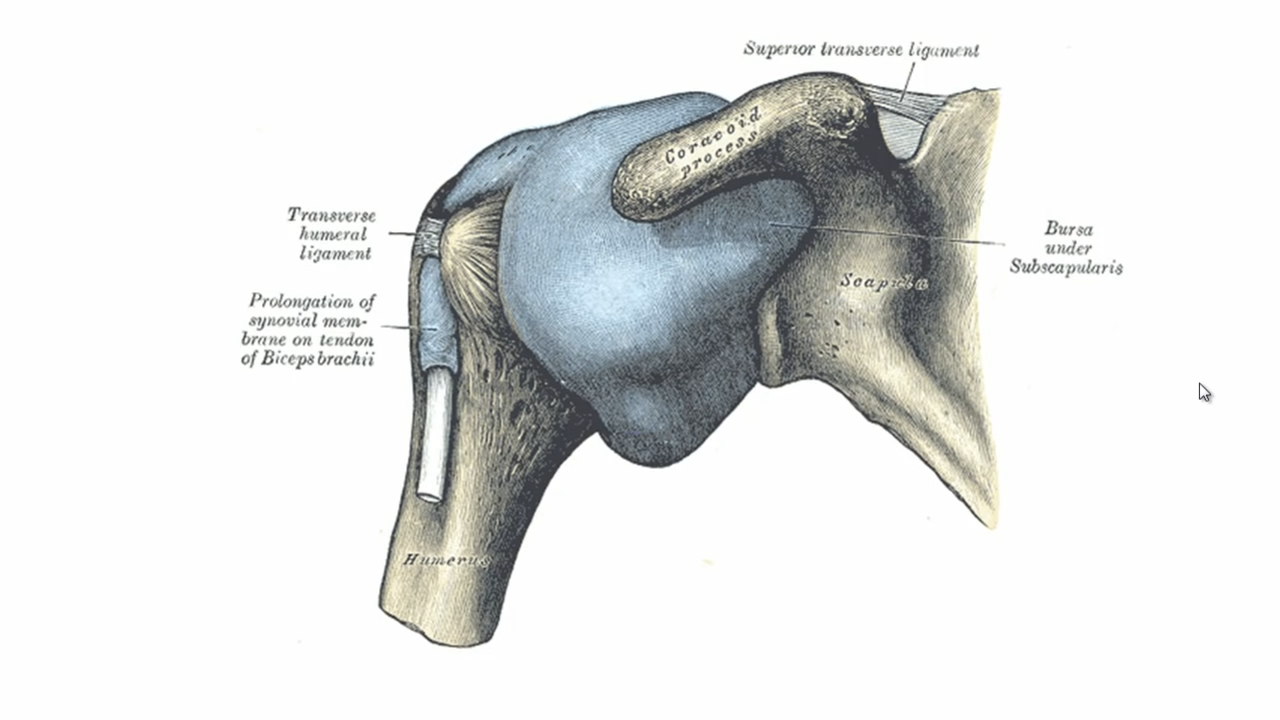 Superior transverse ligament
Coracoid
process
Transverse
humeral
ligament
Bursa
under
Subscapularis
Scapula
Prolongation of
synovial mem-
brane on tendon
of Biceps brachii
Humerus